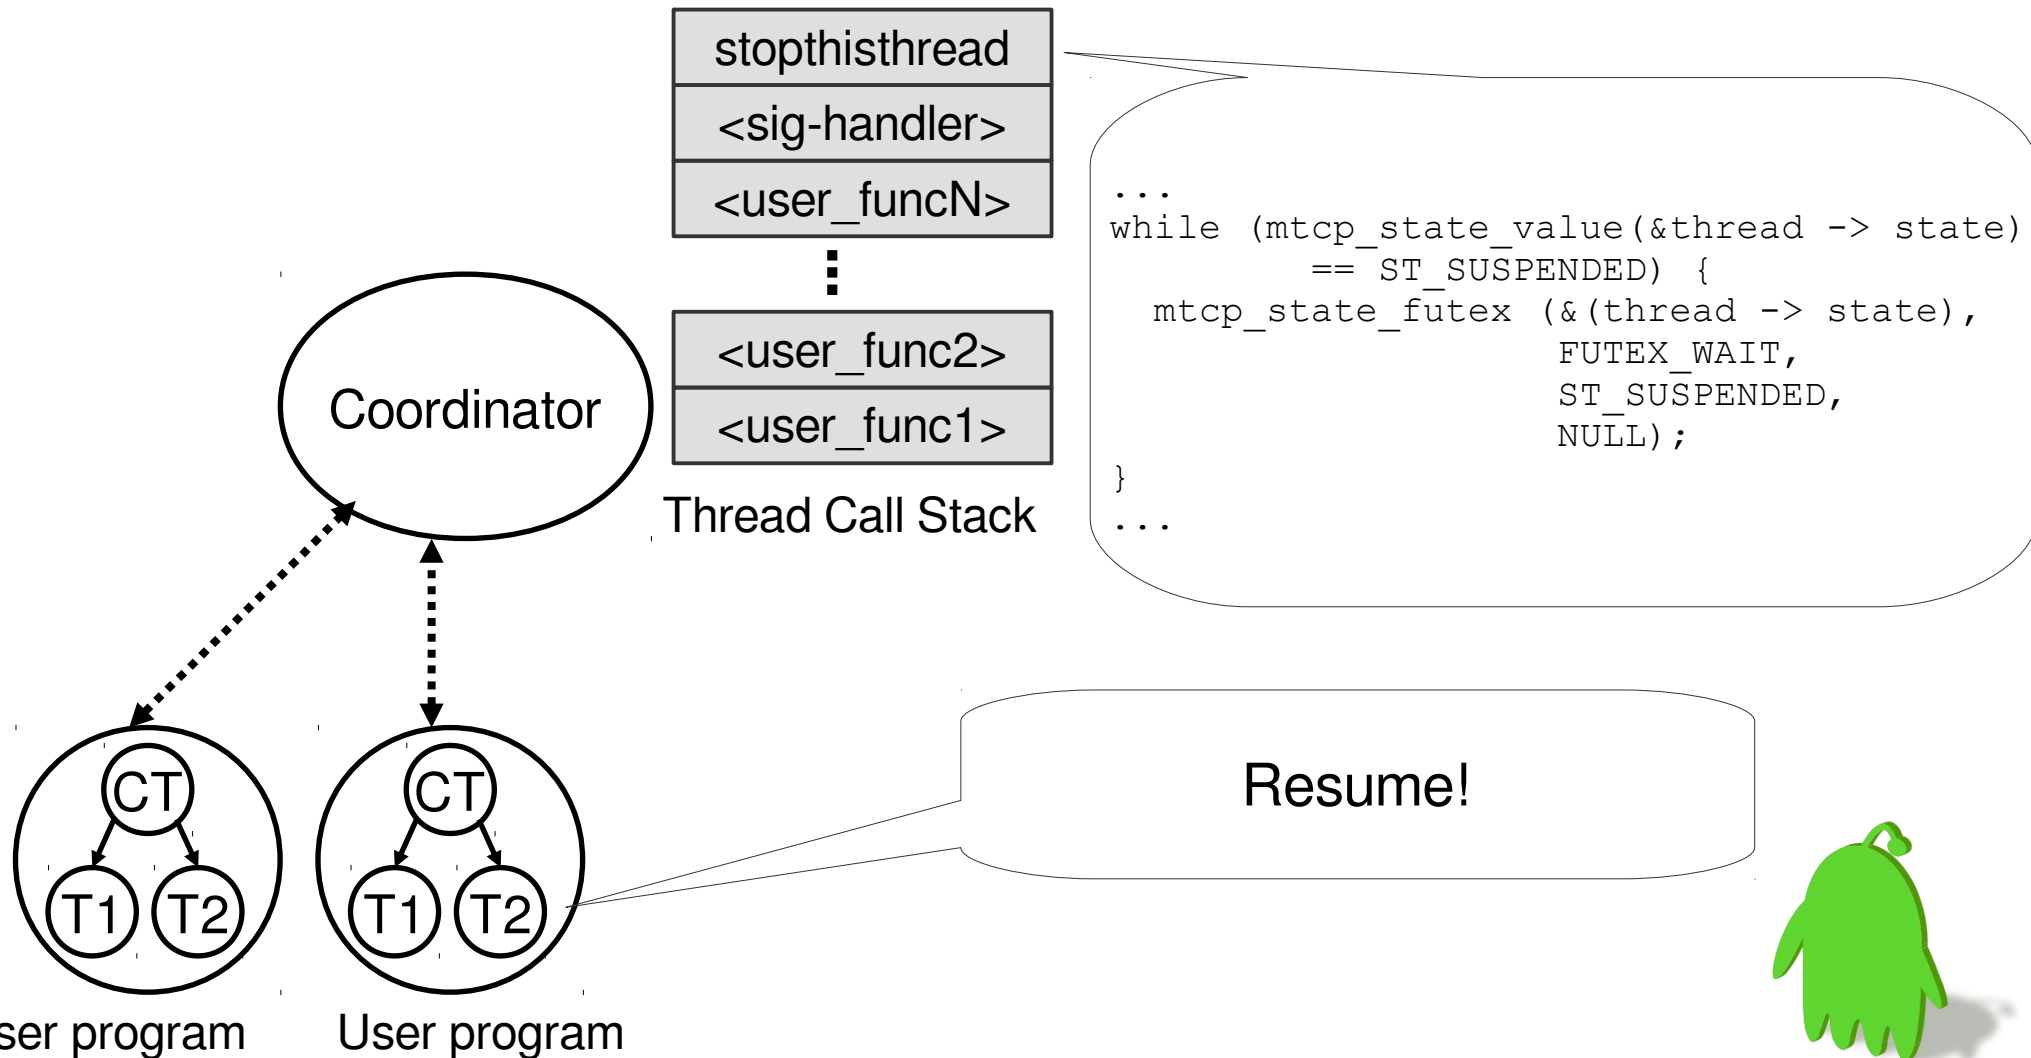 stopthisthread
<sig-handler>
<user_funcN>
<user_func2>
<user_func1>
Thread Call Stack
...
while (mtcp_state_value(&thread -> state)
== ST_SUSPENDED) {
mtcp_state_futex (&(thread -> state),
FUTEX_WAIT,
ST_SUSPENDED,
NULL);
}
...
Coordinator
CT
T1 T2
ser program
CT
T1 T2
User program
Resume!